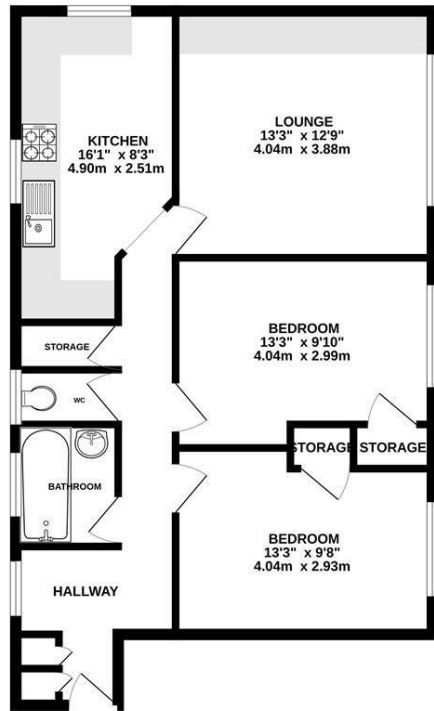 KITCHEN
16'1" x 8'3"
4.90m x 2.51m
LOUNGE
13'3" x 12'9"
4.04m x 3.88m
BEDROOM
13'3" x 9'10"
4.04m x 2.99m
STORAGE
WC
STORAGE
STORAGE
BATHROOM
BEDROOM
13'3" x 9'8"
4.04m x 2.93m
HALLWAY